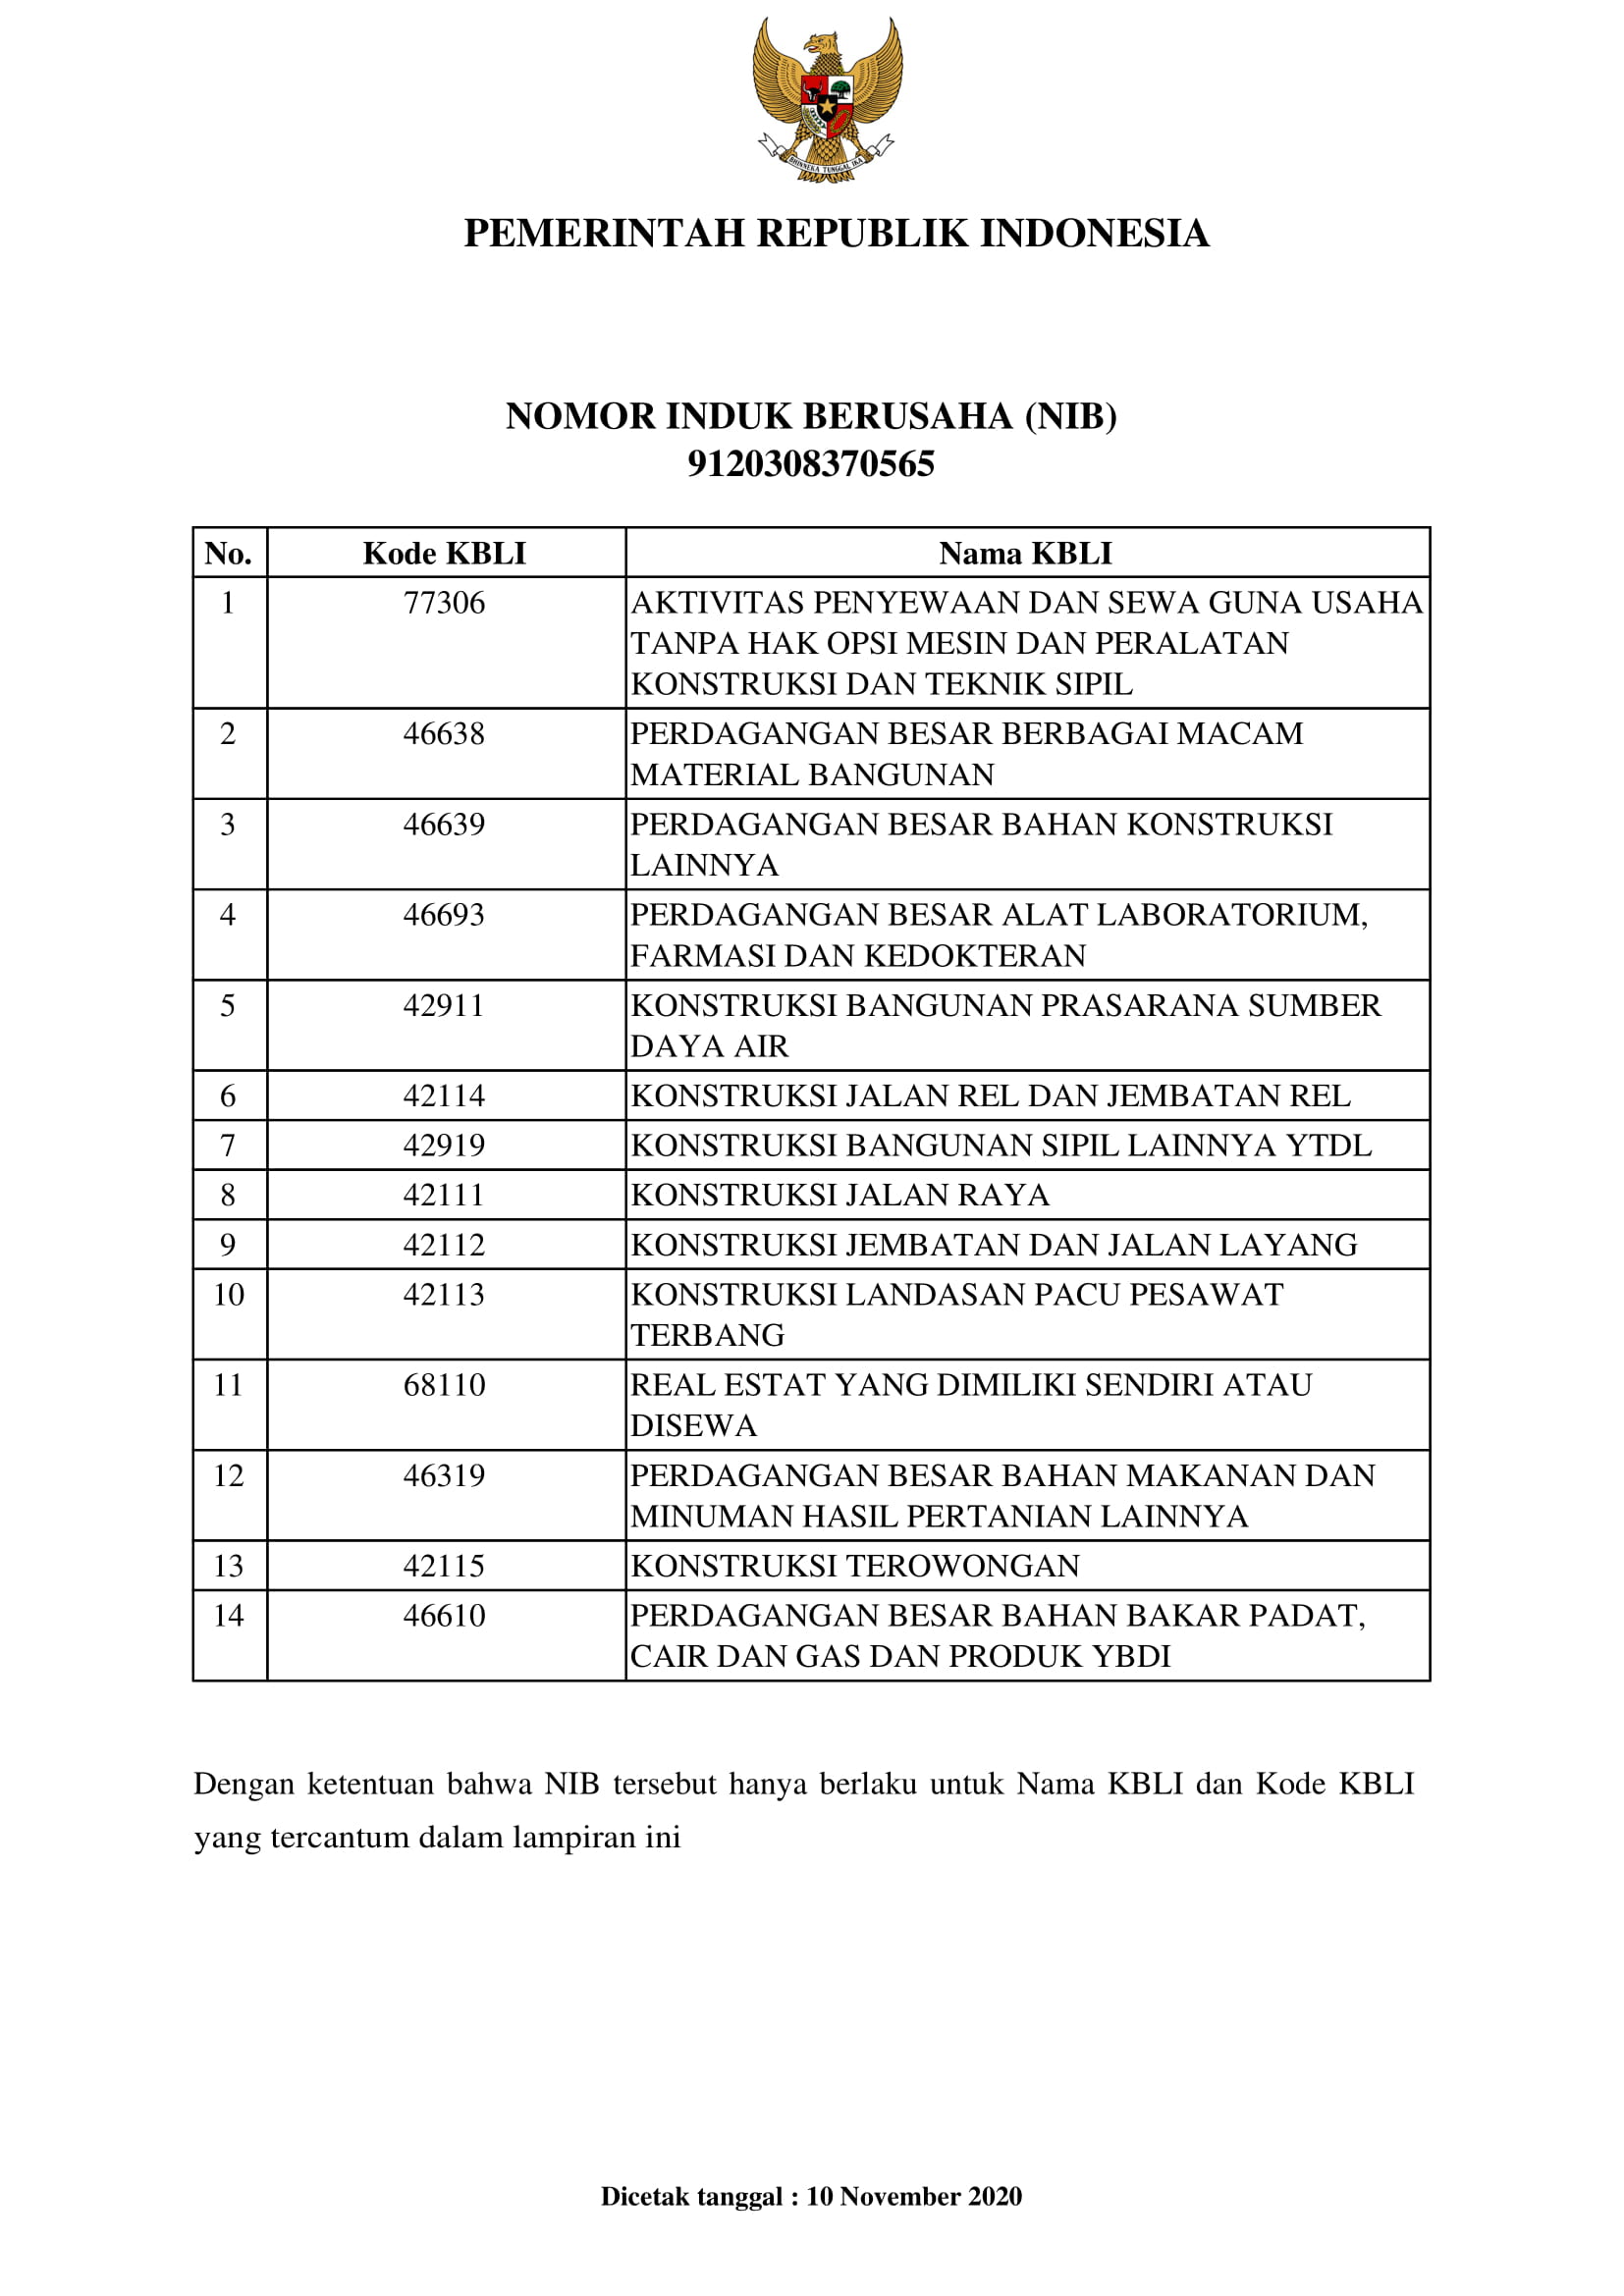 BHINNEKA TUNGGAL IKA
PEMERINTAH REPUBLIK INDONESIA
NOMOR INDUK BERUSAHA (NIB)
9120308370565
No. Kode KBLI Nama KBLI
1 77306 AKTIVITAS PENYEWAAN DAN SEWA GUNA USAHA
TANPA HAK OPSI MESIN DAN PERALATAN
KONSTRUKSI DAN TEKNIK SIPIL
2 46638 PERDAGANGAN BESAR BERBAGAI MACAM
MATERIAL BANGUNAN
3 46639 PERDAGANGAN BESAR BAHAN KONSTRUKSI
LAINNYA
4 46693 PERDAGANGAN BESAR ALAT LABORATORIUM,
FARMASI DAN KEDOKTERAN
5 42911 KONSTRUKSI BANGUNAN PRASARANA SUMBER
DAYA AIR
6 42114 KONSTRUKSI JALAN REL DAN JEMBATAN REL
7 42919 KONSTRUKSI BANGUNAN SIPIL LAINNYA YTDL
8 42111 KONSTRUKSI JALAN RAYA
9 42112 KONSTRUKSI JEMBATAN DAN JALAN LAYANG
10 42113 KONSTRUKSI LANDASAN PACU PESAWAT
TERBANG
11 68110 REAL ESTAT YANG DIMILIKI SENDIRI ATAU
DISEWA
12 46319 PERDAGANGAN BESAR BAHAN MAKANAN DAN
MINUMAN HASIL PERTANIAN LAINNYA
13 42115 KONSTRUKSI TEROWONGAN
14 46610 PERDAGANGAN BESAR BAHAN BAKAR PADAT,
CAIR DAN GAS DAN PRODUK YBDI
Dengan ketentuan bahwa NIB tersebut hanya berlaku untuk Nama KBLI dan Kode KBLI
yang tercantum dalam lampiran ini
Dicetak tanggal : 10 November 2020